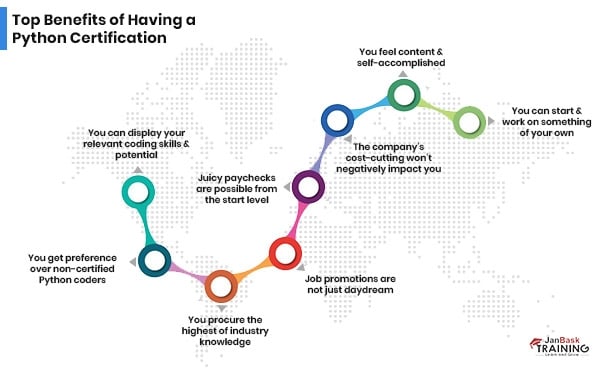 Top Benefits of Having a
Python Certification
You can display your
relevant coding skills &
potential
You get preference
over non-certified
Python coders
You procure the
highest of industry
knowledge
Job promotions are
not just daydream
Juicy paychecks
are possible from
the start level
The company's
cost-cutting won't
negatively impact you
You feel content &
self-accomplished
You can start &
work on something
of your own
JanBask
TRAINING
Learn and Grow